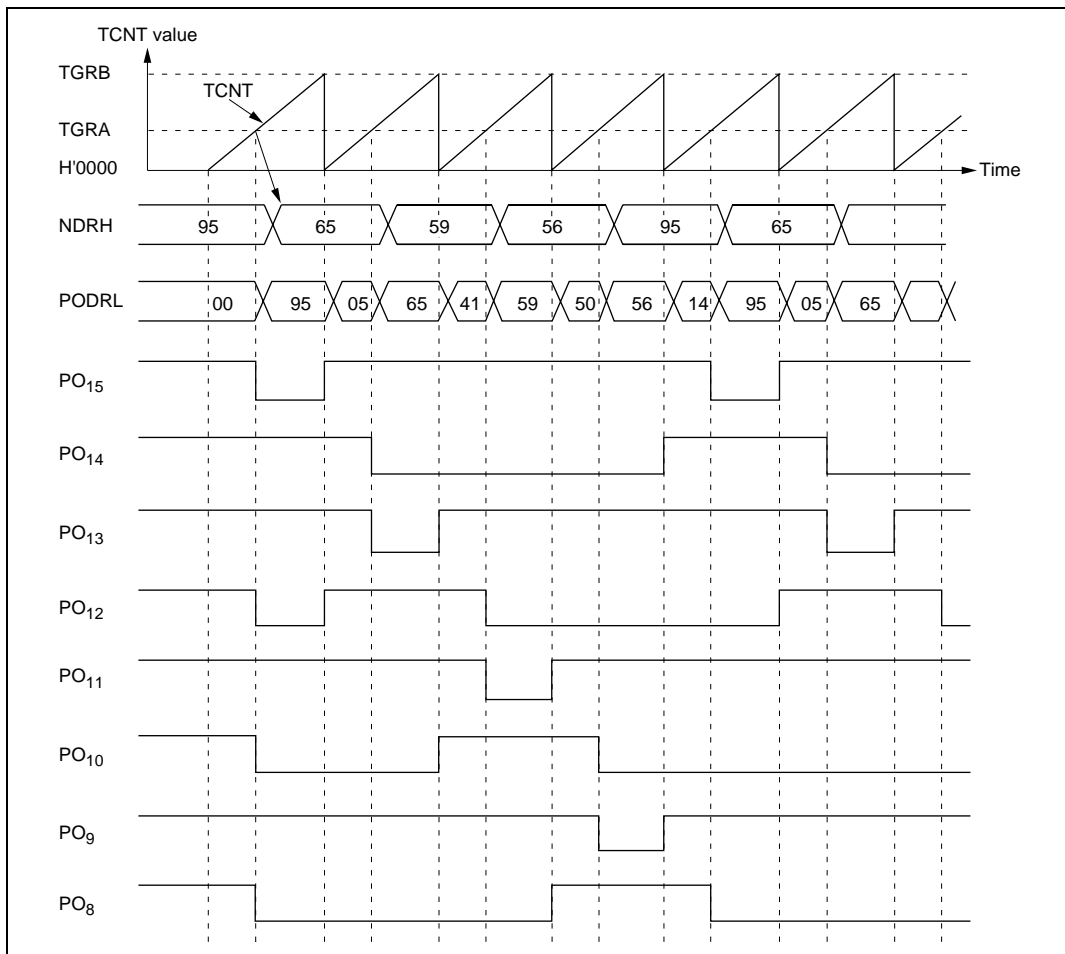 TCNT value
TGRB
TCNT
TGRA
H'0000
Time
NDRH 95 65 59 56 95 65
PODRL 00 95 05 65 41 59 50 56 14 95 05 65
PO15
PO14
PO13
PO12
PO11
PO10
PO9
PO8